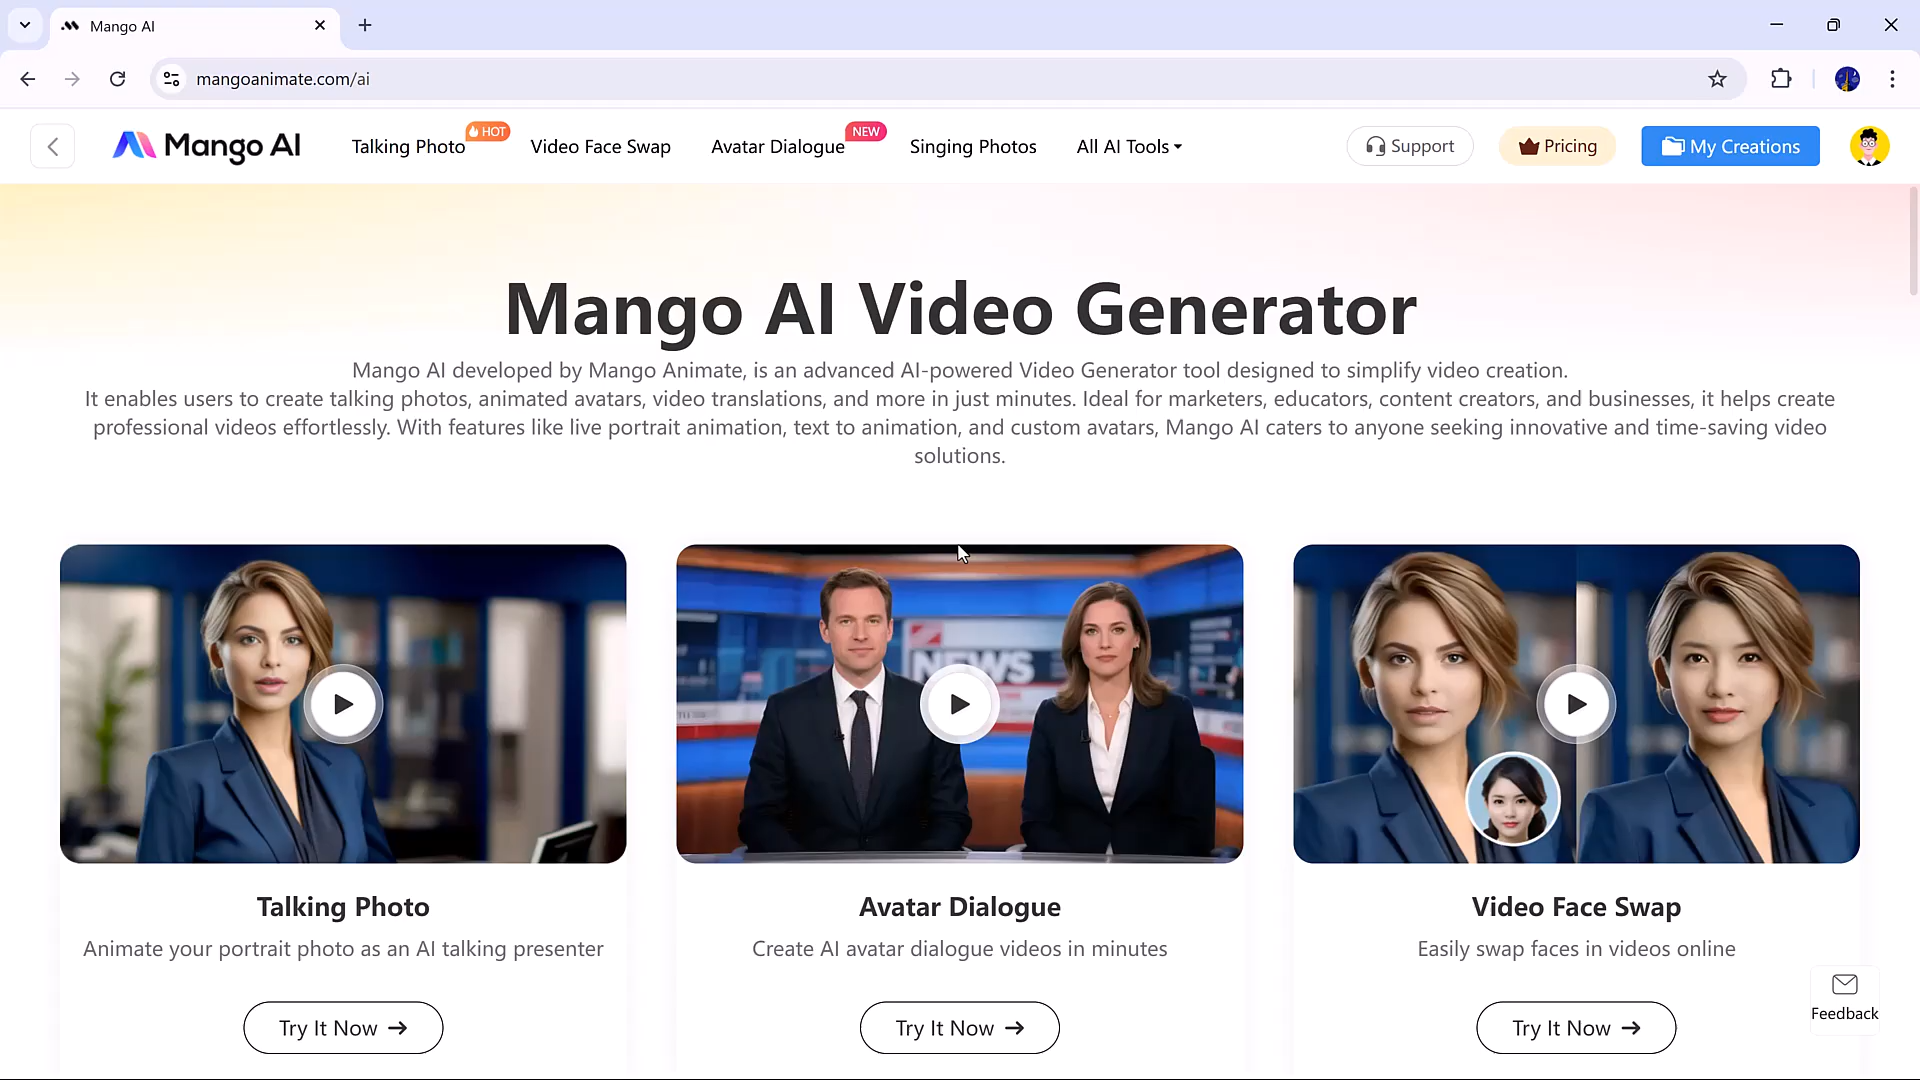 Mango AI
mangoanimate.com/ai
Mango AI
Talking Photo
HOT
Video Face Swap
Avatar Dialogue
NEW
Singing Photos
All AI Tools
Support
Pricing
My Creations
Mango AI Video Generator
Mango AI developed by Mango Animate, is an advanced AI-powered Video Generator tool designed to simplify video creation.
It enables users to create talking photos, animated avatars, video translations, and more in just minutes. Ideal for marketers, educators, content creators, and businesses, it helps create
professional videos effortlessly. With features like live portrait animation, text to animation, and custom avatars, Mango AI caters to anyone seeking innovative and time-saving video
solutions.
NEWS
Talking Photo
Animate your portrait photo as an AI talking presenter
Try It Now
Avatar Dialogue
Create AI avatar dialogue videos in minutes
Try It Now
Video Face Swap
Easily swap faces in videos online
Try It Now
Feedback